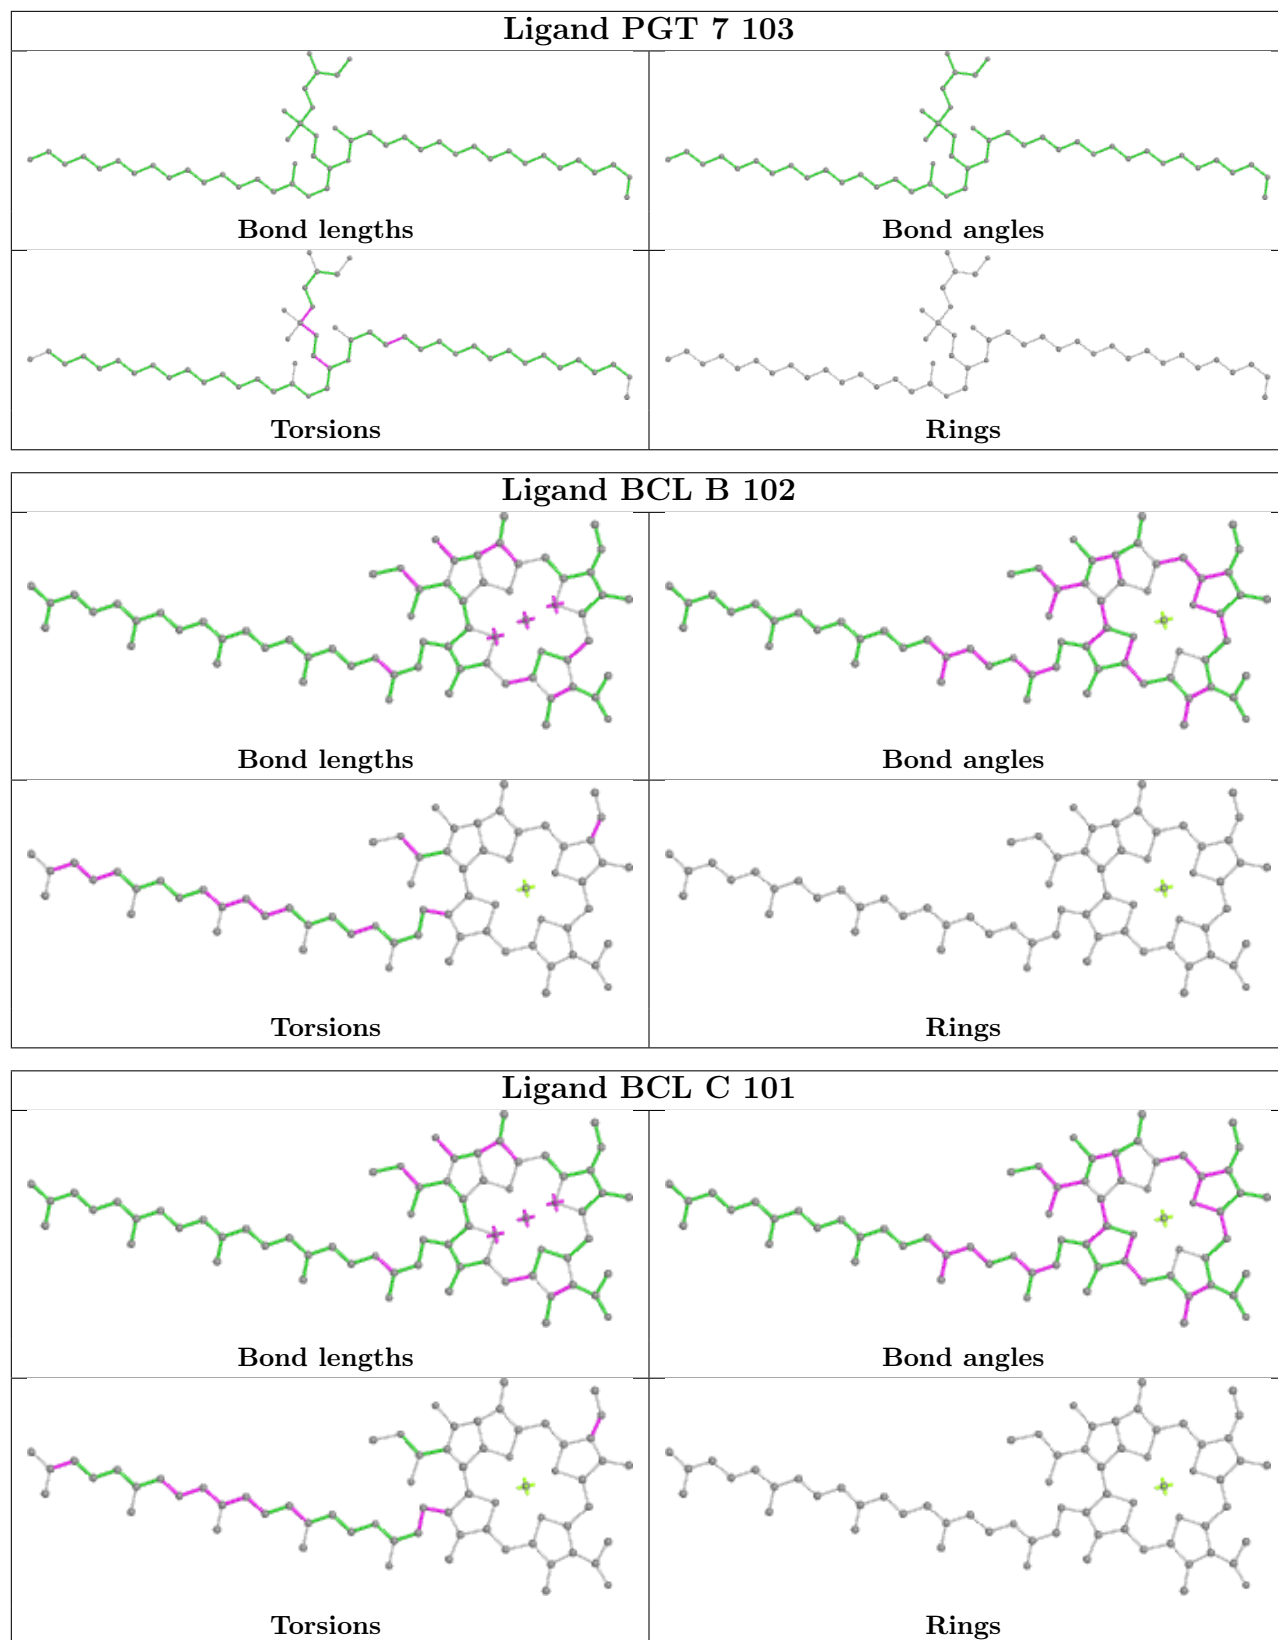 Ligand PGT 7 103
Bond lengths
Bond angles
Torsions
Rings
Ligand BCL B 102
Bond lengths
Bond angles
Torsions
Rings
Ligand BCL C 101
Bond lengths
Bond angles
Torsions
Rings